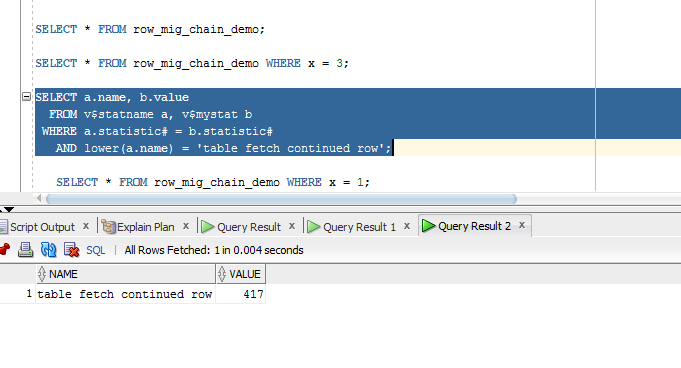 SELECT * FROM row_mig_chain_demo;
SELECT * FROM row_mig_chain_demo WHERE x = 3;
SELECT a.name, b.value
FROM v$statname a, v$mystat b
WHERE a.statistic# = b.statistic#
AND lower(a.name) = 'table fetch continued row';
SELECT * FROM row_mig_chain_demo WHERE x = 1;
Script Output x Explain Plan x Query Result x Query Result 1 x Query Result 2 x
SQL | All Rows Fetched: 1 in 0.004 seconds
NAME VALUE
1 table fetch continued row 417